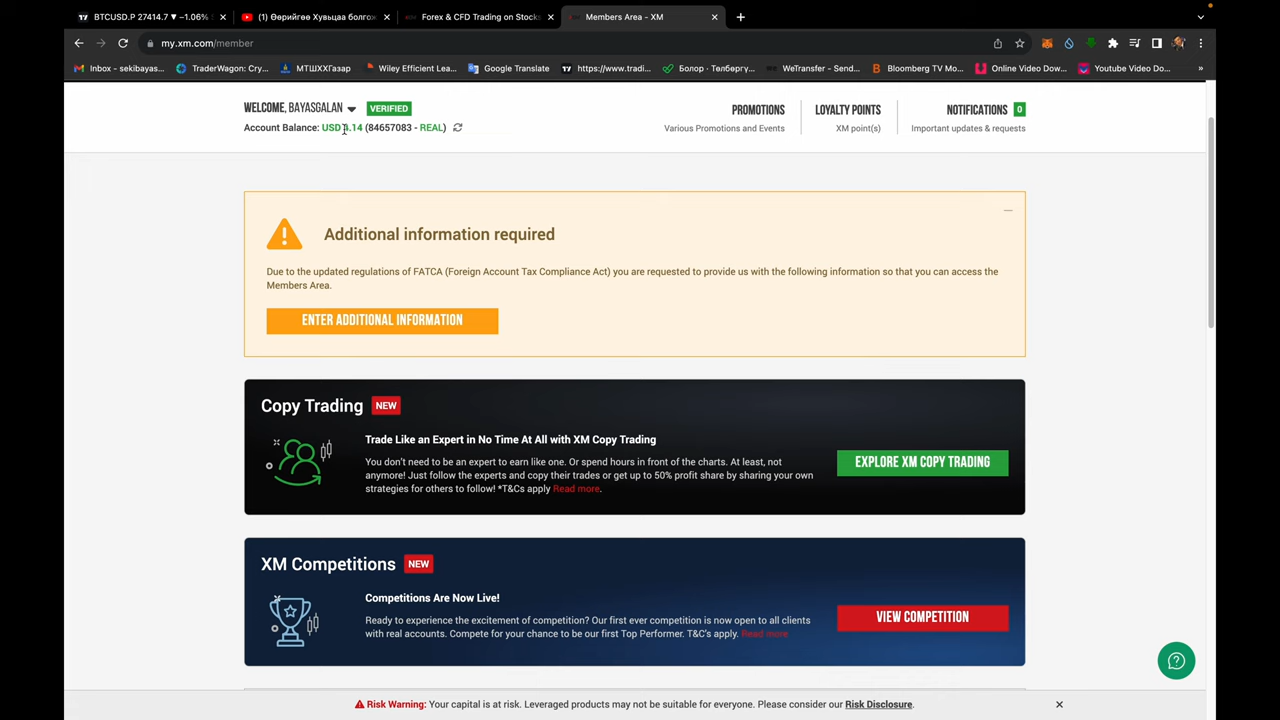 BTCUSD.P 27414.7 ▼ −1.06%
(1) Өөрийгөө Хувьцаа болгож
Forex & CFD Trading on Stocks
Members Area - XM
my.xm.com/member
Inbox - sekibayas...
TraderWagon: Cry...
МТШХХГазар
Wiley Efficient Lea...
Google Translate
https://www.tradi...
Болор · Төлбөргү...
WeTransfer - Send...
Bloomberg TV Mo...
Online Video Dow...
Youtube Video Do...
»
WELCOME, BAYASGALAN
VERIFIED
Account Balance: USD .14 (84657083 - REAL)
PROMOTIONS
Various Promotions and Events
LOYALTY POINTS
XM point(s)
NOTIFICATIONS 0
Important updates & requests
Additional information required
Due to the updated regulations of FATCA (Foreign Account Tax Compliance Act) you are requested to provide us with the following information so that you can access the
Members Area.
ENTER ADDITIONAL INFORMATION
Copy Trading NEW
Trade Like an Expert in No Time At All with XM Copy Trading
You don't need to be an expert to earn like one. Or spend hours in front of the charts. At least, not
anymore! Just follow the experts and copy their trades or get up to 50% profit share by sharing your own
strategies for others to follow! *T&Cs apply Read more.
EXPLORE XM COPY TRADING
XM Competitions NEW
Competitions Are Now Live!
Ready to experience the excitement of competition? Our first ever competition is now open to all clients
with real accounts. Compete for your chance to be our first Top Performer. T&C's apply. Read more
VIEW COMPETITION
Risk Warning: Your capital is at risk. Leveraged products may not be suitable for everyone. Please consider our Risk Disclosure.